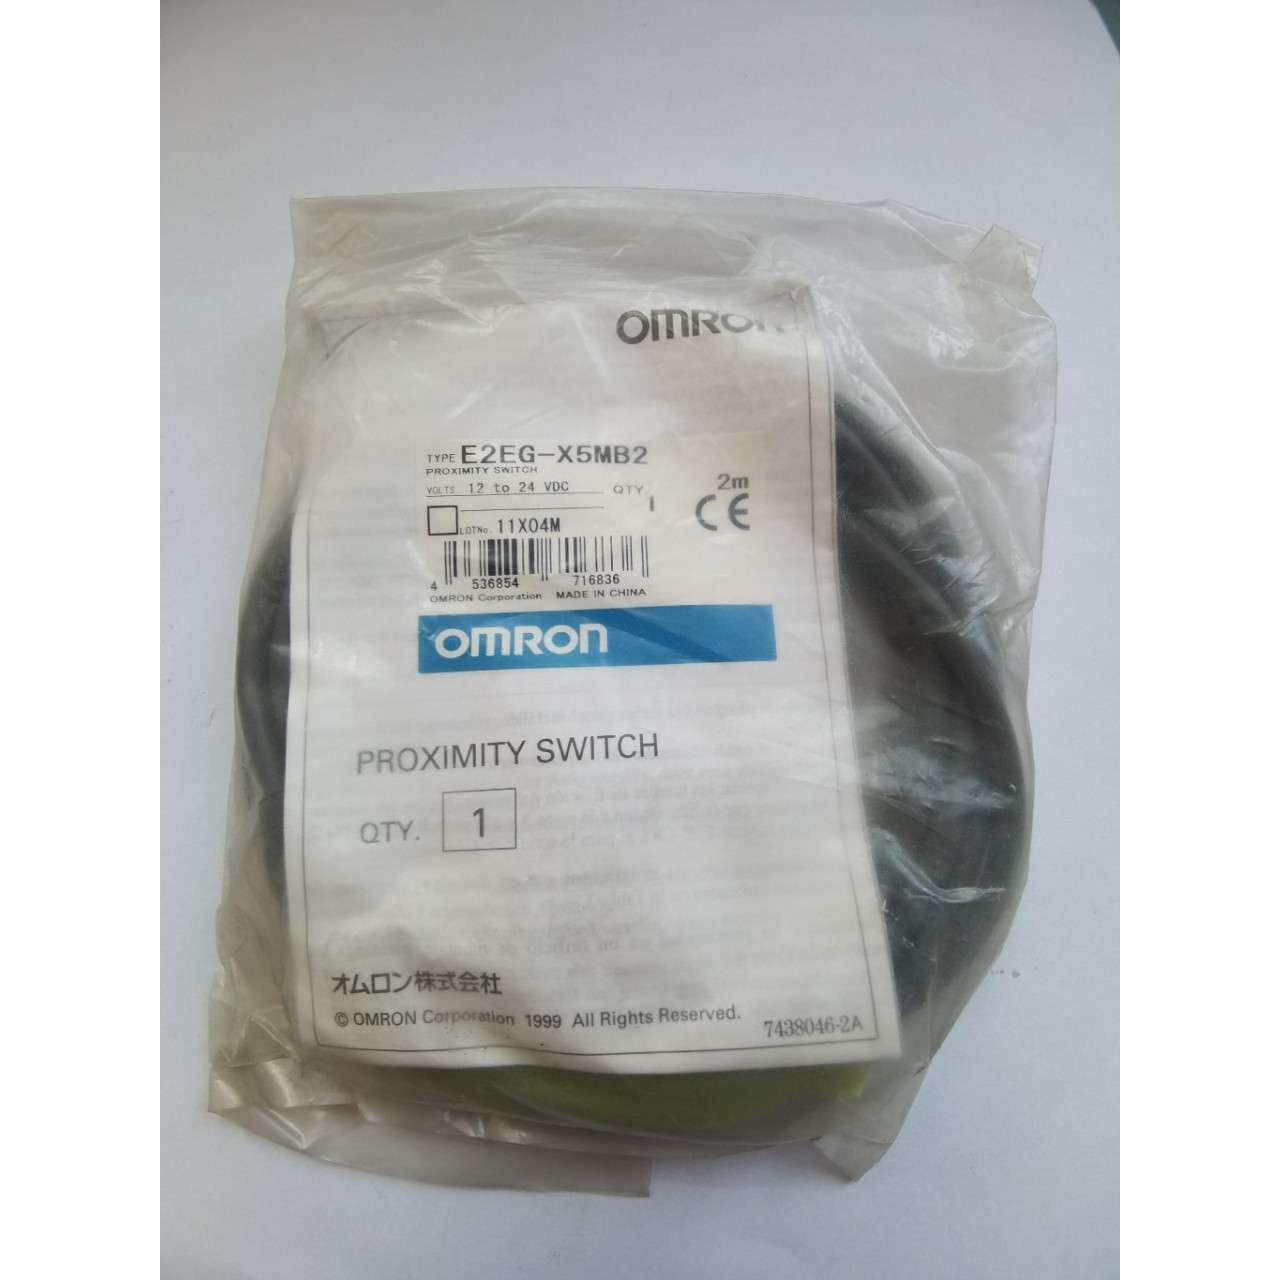 OMRON
TYPE E2EG-X5MB2
PROXIMITY SWITCH
VOLTS 12 to 24 VDC QTY. 1 2m
LOTNo. 11X04M CE
4 536854 716836
OMRON Corporation MADE IN CHINA
OMRON
PROXIMITY SWITCH
QTY. 1
オムロン株式会社
© OMRON Corporation 1999 All Rights Reserved.
7438046-2A